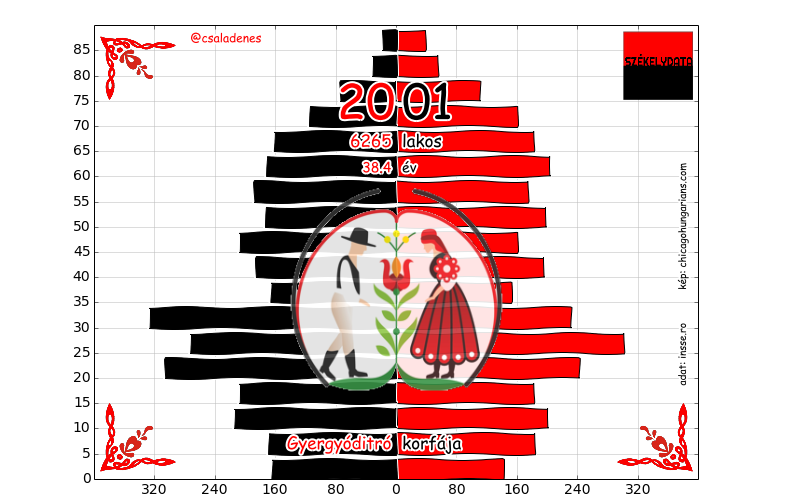 @csaladenes
SZÉKELYDATA
2001
6265 lakos
38.4 év
kép: chicagohungarians.com
adat: insse.ro
Gyergyóditró korfája
85
80
75
70
65
60
55
50
45
40
35
30
25
20
15
10
5
0
320 240 160 80 0 80 160 240 320